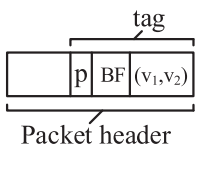 tag
p BF (v₁,v₂)
Packet header